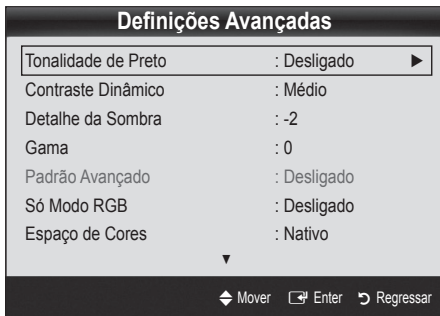 Definições Avançadas
Tonalidade de Preto : Desligado ►
Contraste Dinâmico : Médio
Detalhe da Sombra : -2
Gama : 0
Padrão Avançado : Desligado
Só Modo RGB : Desligado
Espaço de Cores : Nativo
▼
Mover Enter Regressar